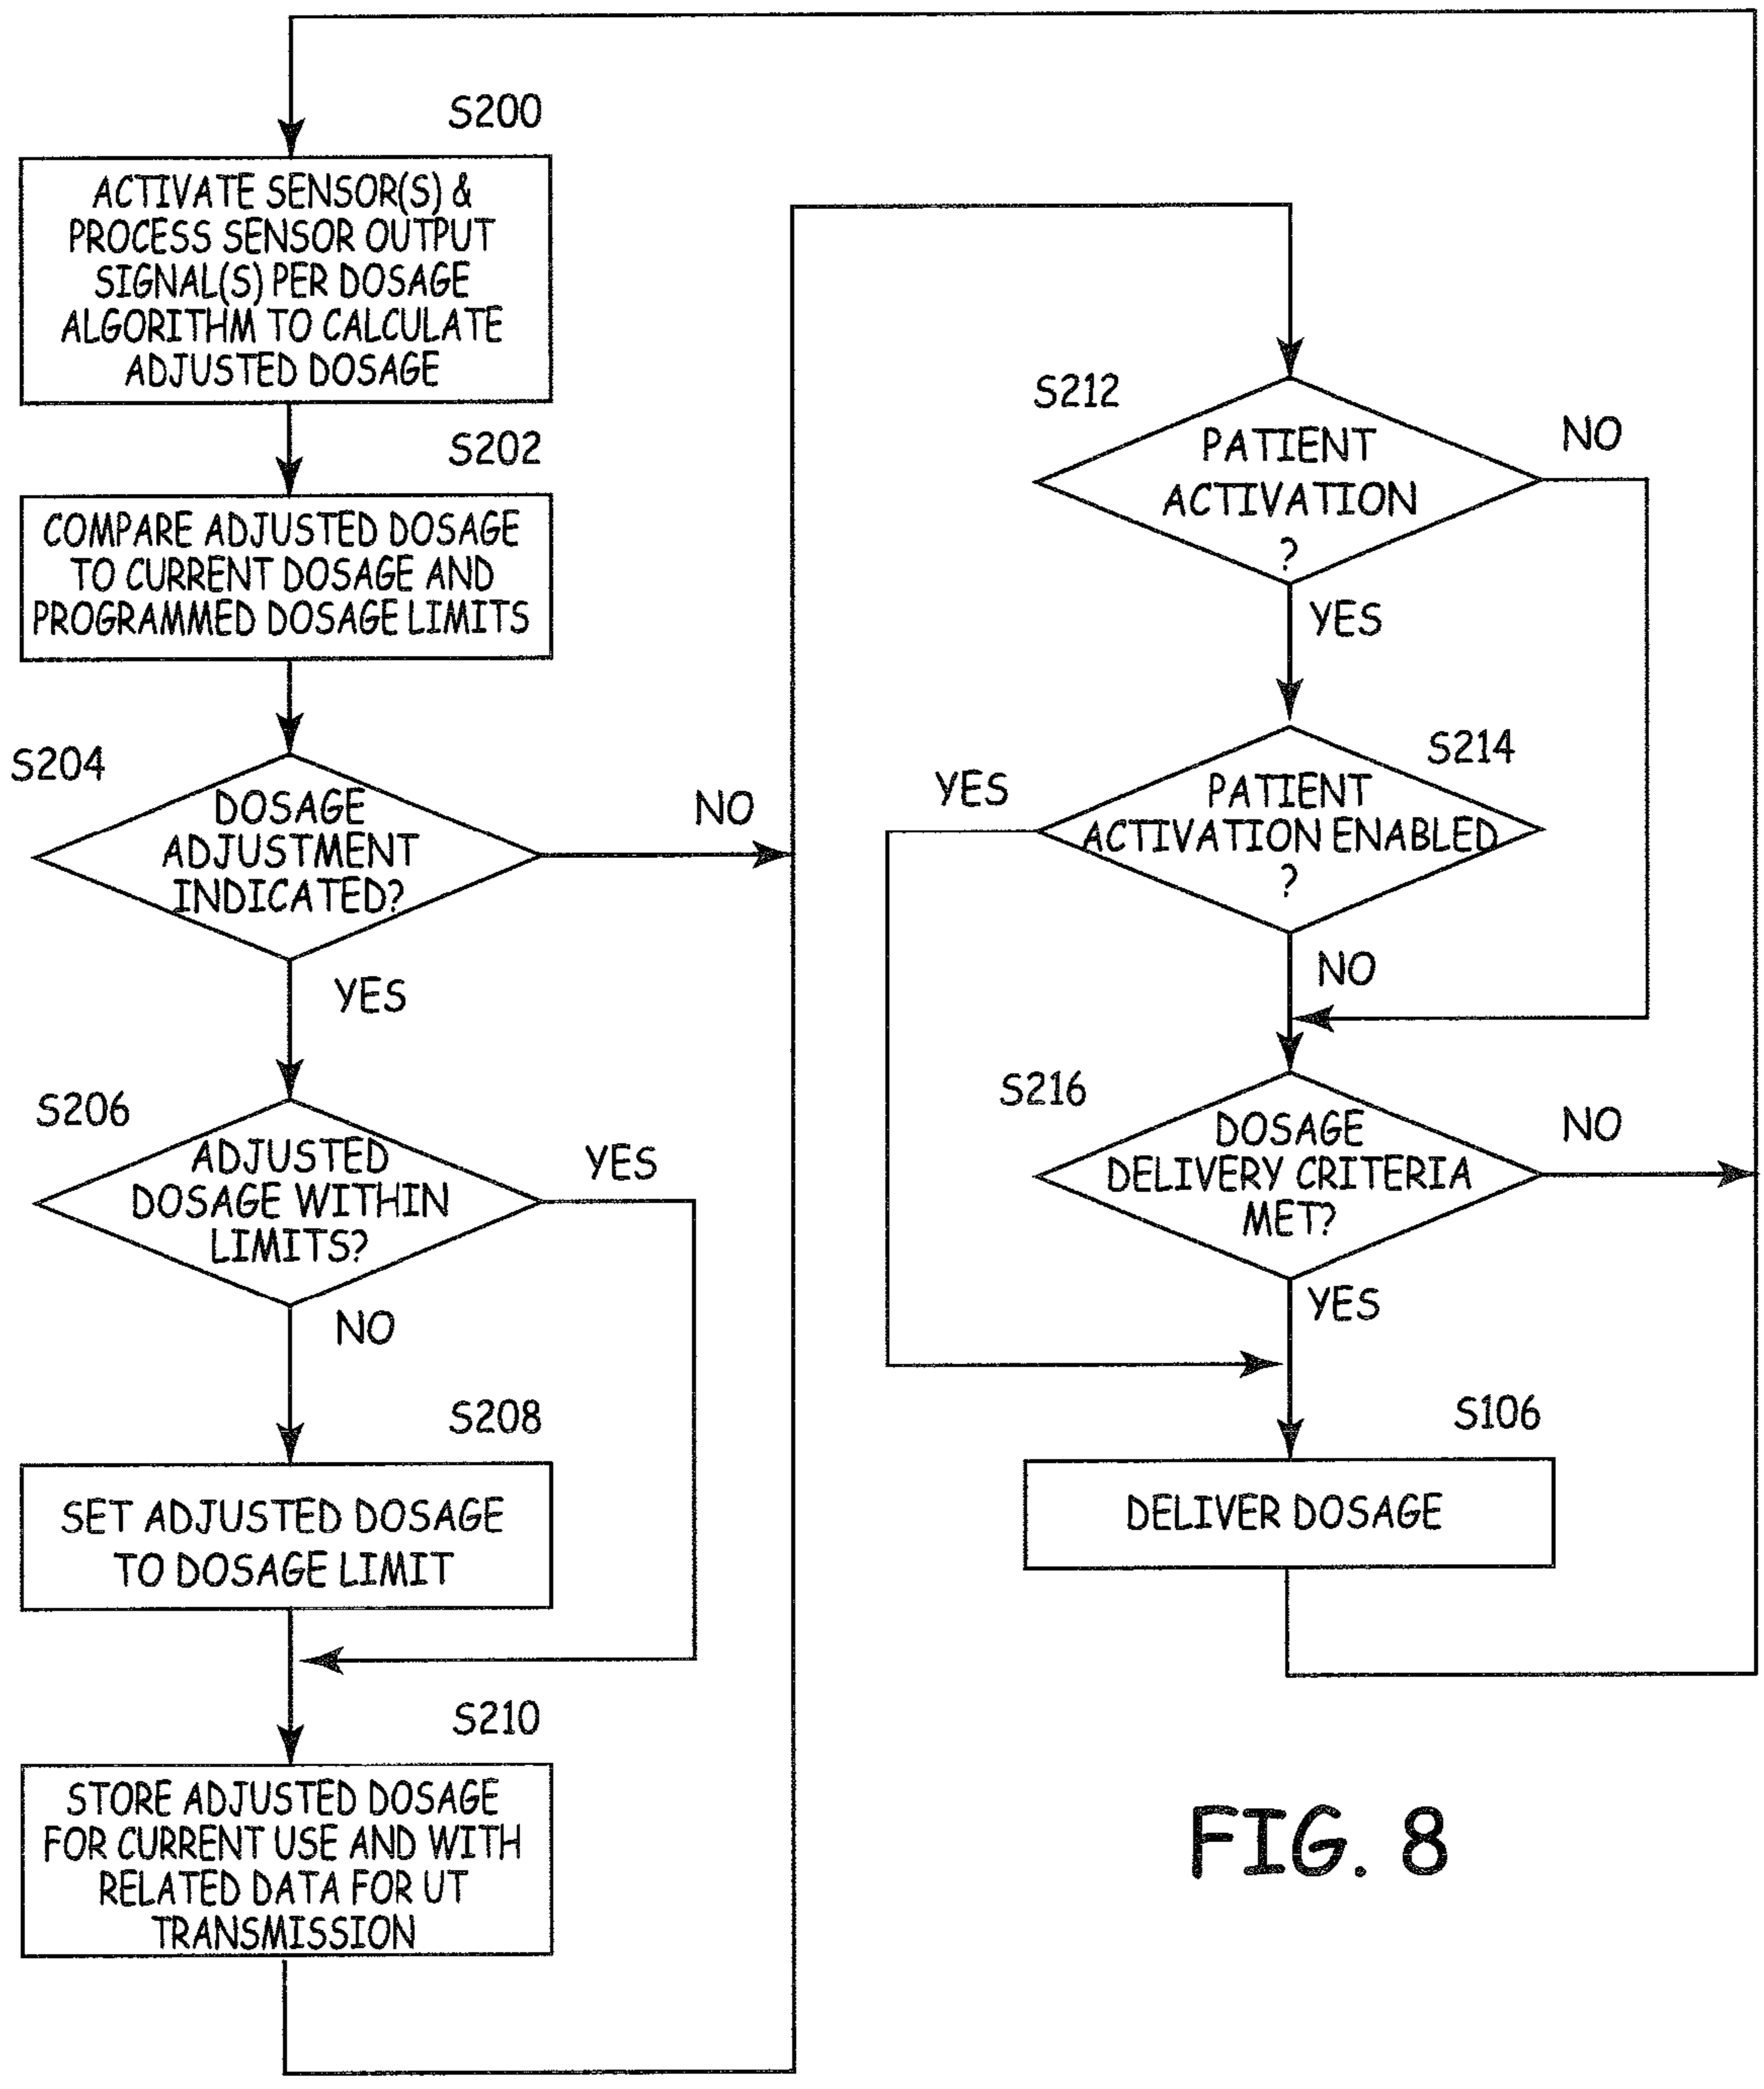 S200
ACTIVATE SENSOR(S) &
PROCESS SENSOR OUTPUT
SIGNAL(S) PER DOSAGE
ALGORITHM TO CALCULATE
ADJUSTED DOSAGE
S202
COMPARE ADJUSTED DOSAGE
TO CURRENT DOSAGE AND
PROGRAMMED DOSAGE LIMITS
S204
DOSAGE
ADJUSTMENT
INDICATED?
NO
YES
S206
ADJUSTED
DOSAGE WITHIN
LIMITS?
YES
NO
S208
SET ADJUSTED DOSAGE
TO DOSAGE LIMIT
S210
STORE ADJUSTED DOSAGE
FOR CURRENT USE AND WITH
RELATED DATA FOR UT
TRANSMISSION
S212
PATIENT
ACTIVATION
?
NO
YES
S214
PATIENT
ACTIVATION ENABLED
?
YES
NO
S216
DOSAGE
DELIVERY CRITERIA
MET?
NO
YES
S106
DELIVER DOSAGE
FIG. 8